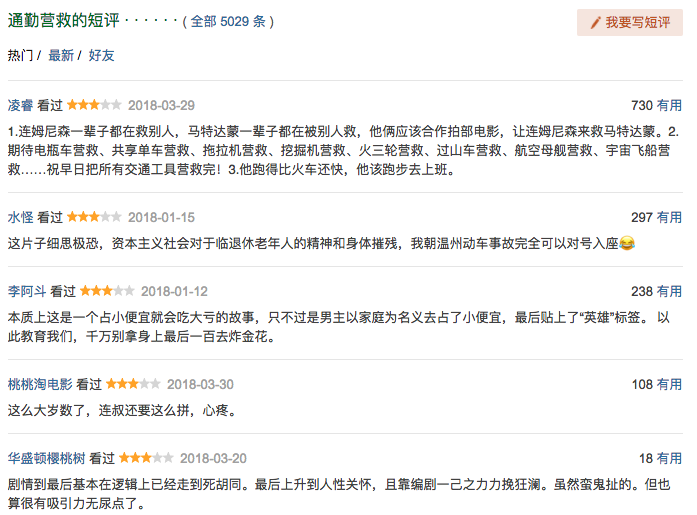 通勤营救的短评 · · · · · · ( 全部 5029 条 )
我要写短评
热门 / 最新 / 好友
凌睿 看过 2018-03-29 730 有用
1.连姆尼森一辈子都在救别人，马特达蒙一辈子都在被别人救，他俩应该合作拍部电影，让连姆尼森来救马特达蒙。2.
期待电瓶车营救、共享单车营救、拖拉机营救、挖掘机营救、火三轮营救、过山车营救、航空母舰营救、宇宙飞船营
救……祝早日把所有交通工具营救完！3.他跑得比火车还快，他该跑步去上班。
水怪 看过 2018-01-15 297 有用
这片子细思极恐，资本主义社会对于临退休老年人的精神和身体摧残，我朝温州动车事故完全可以对号入座😂
李阿斗 看过 2018-01-12 238 有用
本质上这是一个占小便宜就会吃大亏的故事，只不过是男主以家庭为名义去占了小便宜，最后贴上了“英雄”标签。 以
此教育我们，千万别拿身上最后一百去炸金花。
桃桃淘电影 看过 2018-03-30 108 有用
这么大岁数了，连叔还要这么拼，心疼。
华盛顿樱桃树 看过 2018-03-20 18 有用
剧情到最后基本在逻辑上已经走到死胡同。最后上升到人性关怀，且靠编剧一己之力力挽狂澜。虽然蛮鬼扯的。但也
算很有吸引力无尿点了。